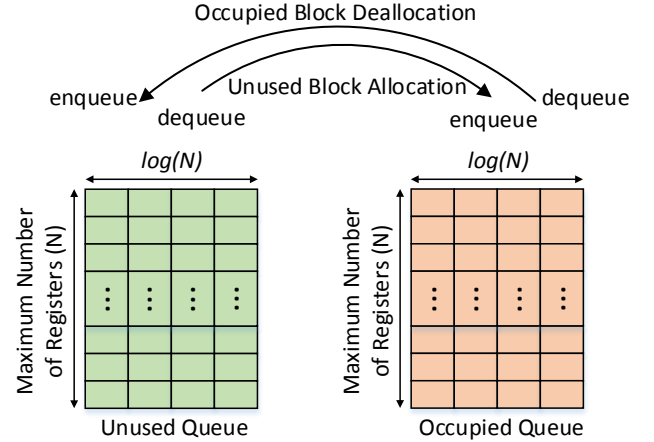 Occupied Block Deallocation
Unused Block Allocation
enqueue
dequeue
enqueue
dequeue
log(N)
log(N)
Maximum Number
of Registers (N)
Maximum Number
of Registers (N)
Unused Queue
Occupied Queue